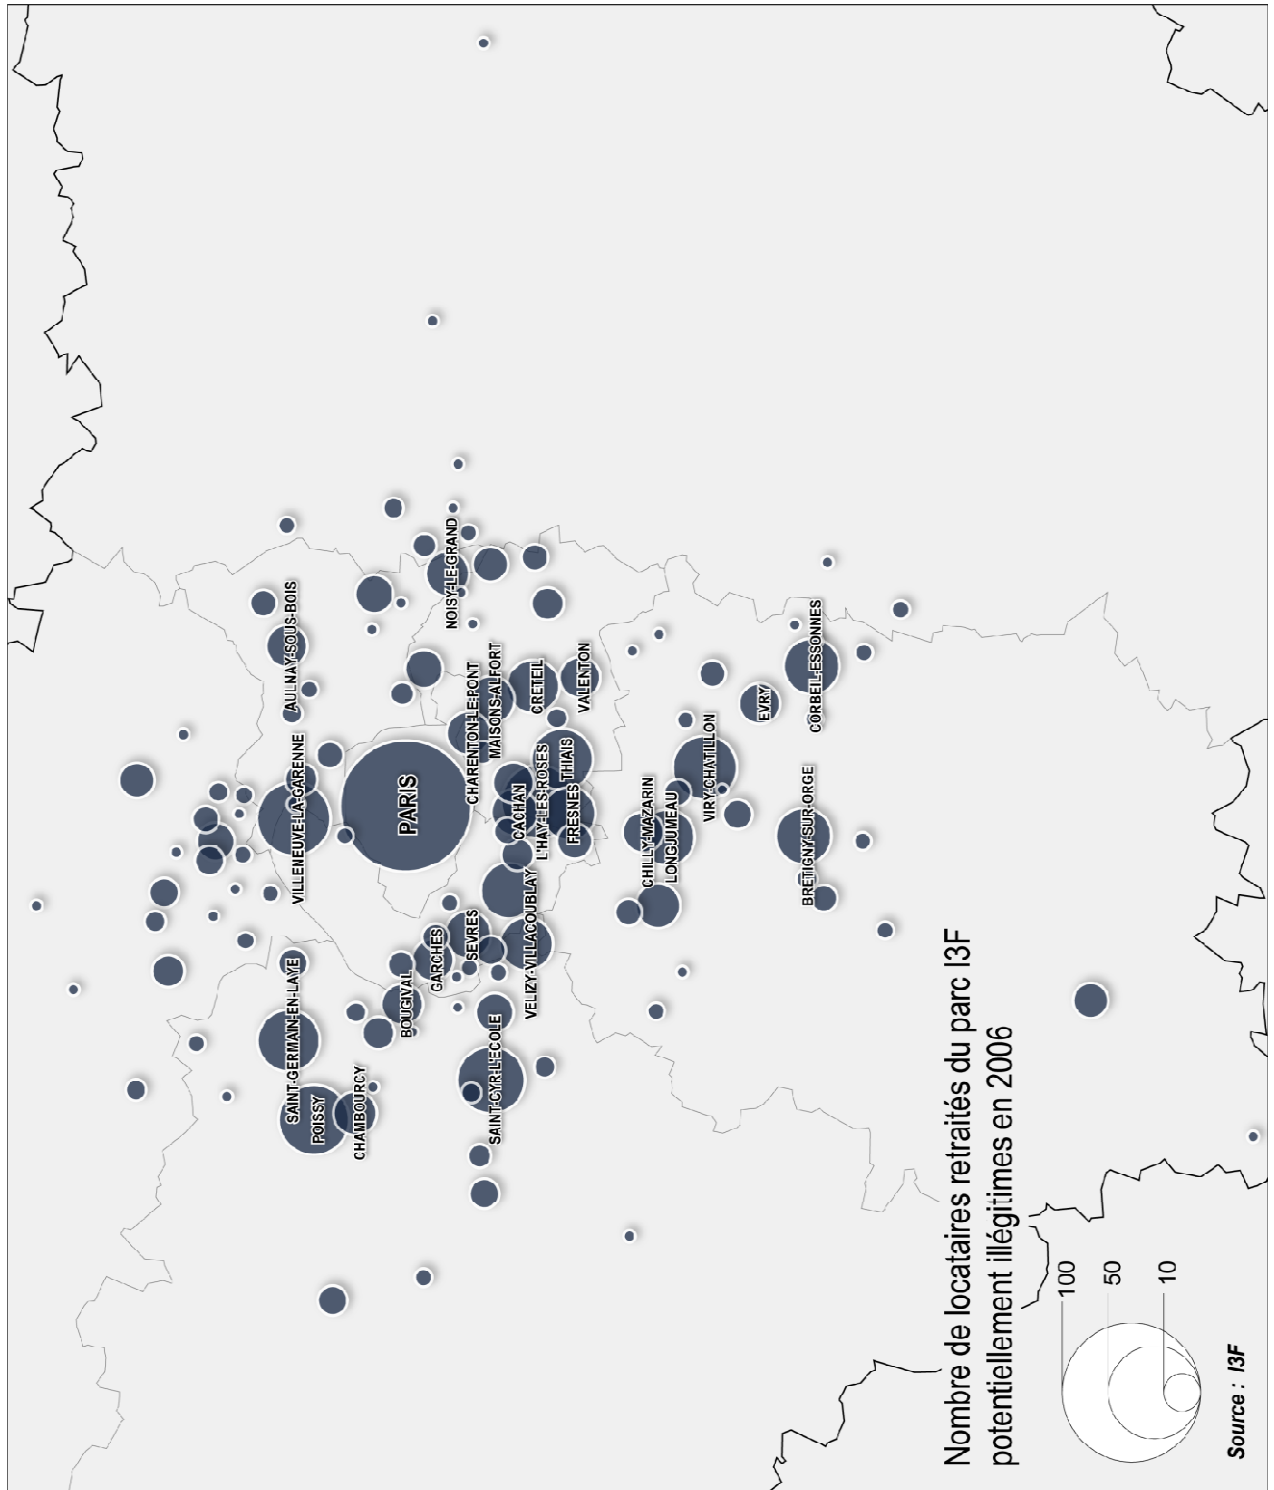 AULNAY-SOUS-BOIS
VILLENEUVE-LA-GARENNE
SAINT-GERMAIN-EN-LAYE
POISSY
CHAMBOURCY
PARIS
BOUGIVAL
GARCHES
NOISY-LE-GRAND
SEVRES
CHARENTON-LE-PONT
MAISONS-ALFORT
SAINT-CYR-L'ECOLE
CACHAN
VELIZY-VILLACOUBLAY
CRETEIL
L'HAY-LES-ROSES
THIAIS
FRESNES
VALENTON
CHILLY-MAZARIN
LONGJUMEAU
VIRY-CHATILLON
EVRY
BRETIGNY-SUR-ORGE
CORBEIL-ESSONNES
Nombre de locataires retraités du parc I3F
potentiellement illégitimes en 2006
100
50
10
Source : I3F